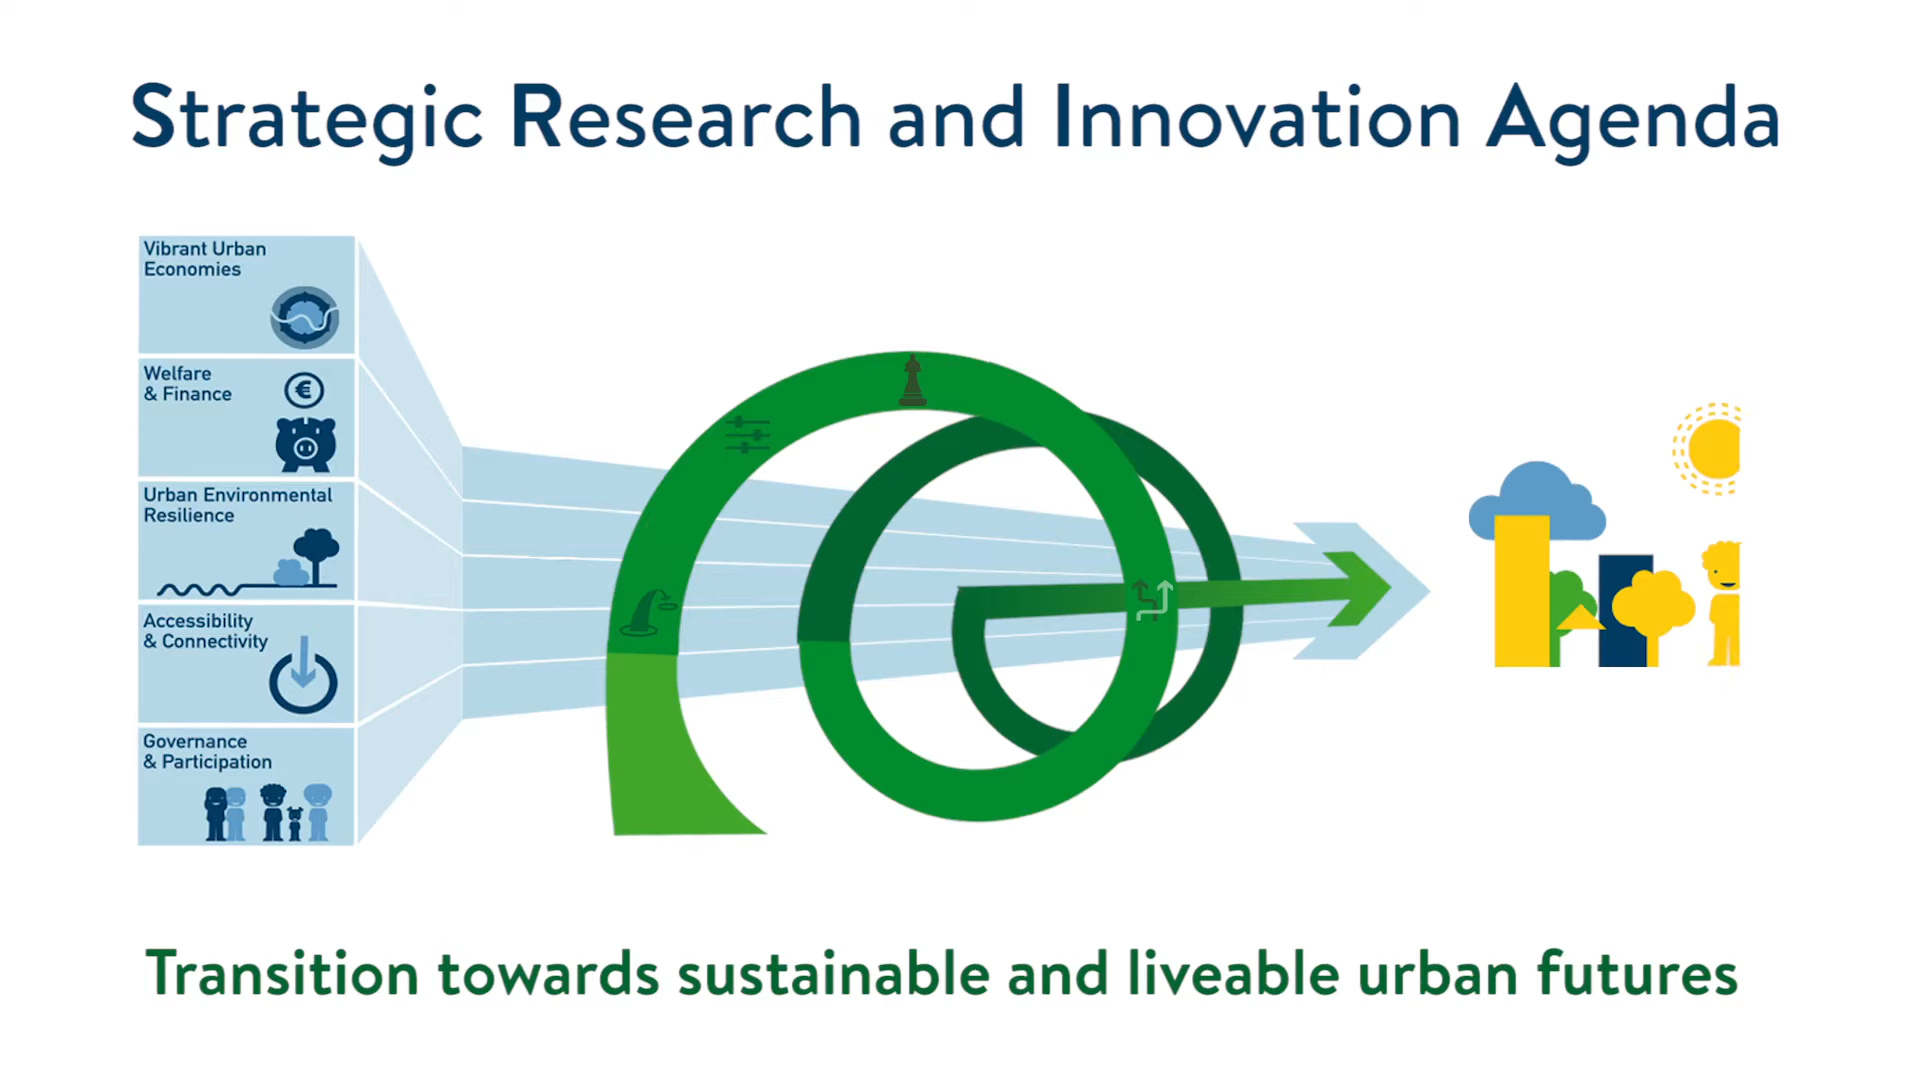 Strategic Research and Innovation Agenda
Vibrant Urban
Economies
Welfare
& Finance
€
Urban Environmental
Resilience
Accessibility
& Connectivity
Governance
& Participation
Transition towards sustainable and liveable urban futures